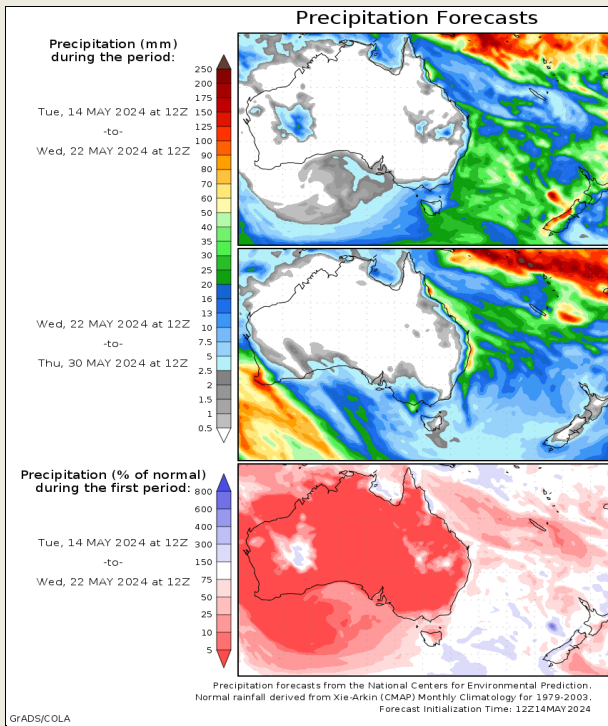 Precipitation Forecasts
Precipitation (mm)
during the period:
Tue, 14 MAY 2024 at 12Z
-to-
Wed, 22 MAY 2024 at 12Z
250
200
175
150
125
100
90
80
70
60
50
40
35
30
25
20
16
13
10
7.5
5
2.5
2
1.5
1
0.5
Wed, 22 MAY 2024 at 12Z
-to-
Thu, 30 MAY 2024 at 12Z
Precipitation (% of normal)
during the first period:
Tue, 14 MAY 2024 at 12Z
-to-
Wed, 22 MAY 2024 at 12Z
800
600
400
300
150
75
50
25
10
5
Precipitation forecasts from the National Centers for Environmental Prediction.
Normal rainfall derived from Xie-Arkin (CMAP) Monthly Climatology for 1979-2003.
Forecast Initialization Time: 12Z14MAY2024
GrADS/COLA